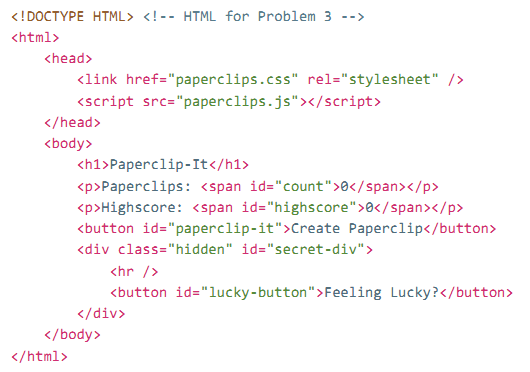 <!DOCTYPE HTML> <!-- HTML for Problem 3 -->
<html>
    <head>
        <link href="paperclips.css" rel="stylesheet" />
        <script src="paperclips.js"></script>
    </head>
    <body>
        <h1>Paperclip-It</h1>
        <p>Paperclips: <span id="count">0</span></p>
        <p>Highscore: <span id="highscore">0</span></p>
        <button id="paperclip-it">Create Paperclip</button>
        <div class="hidden" id="secret-div">
            <hr />
            <button id="lucky-button">Feeling Lucky?</button>
        </div>
    </body>
</html>